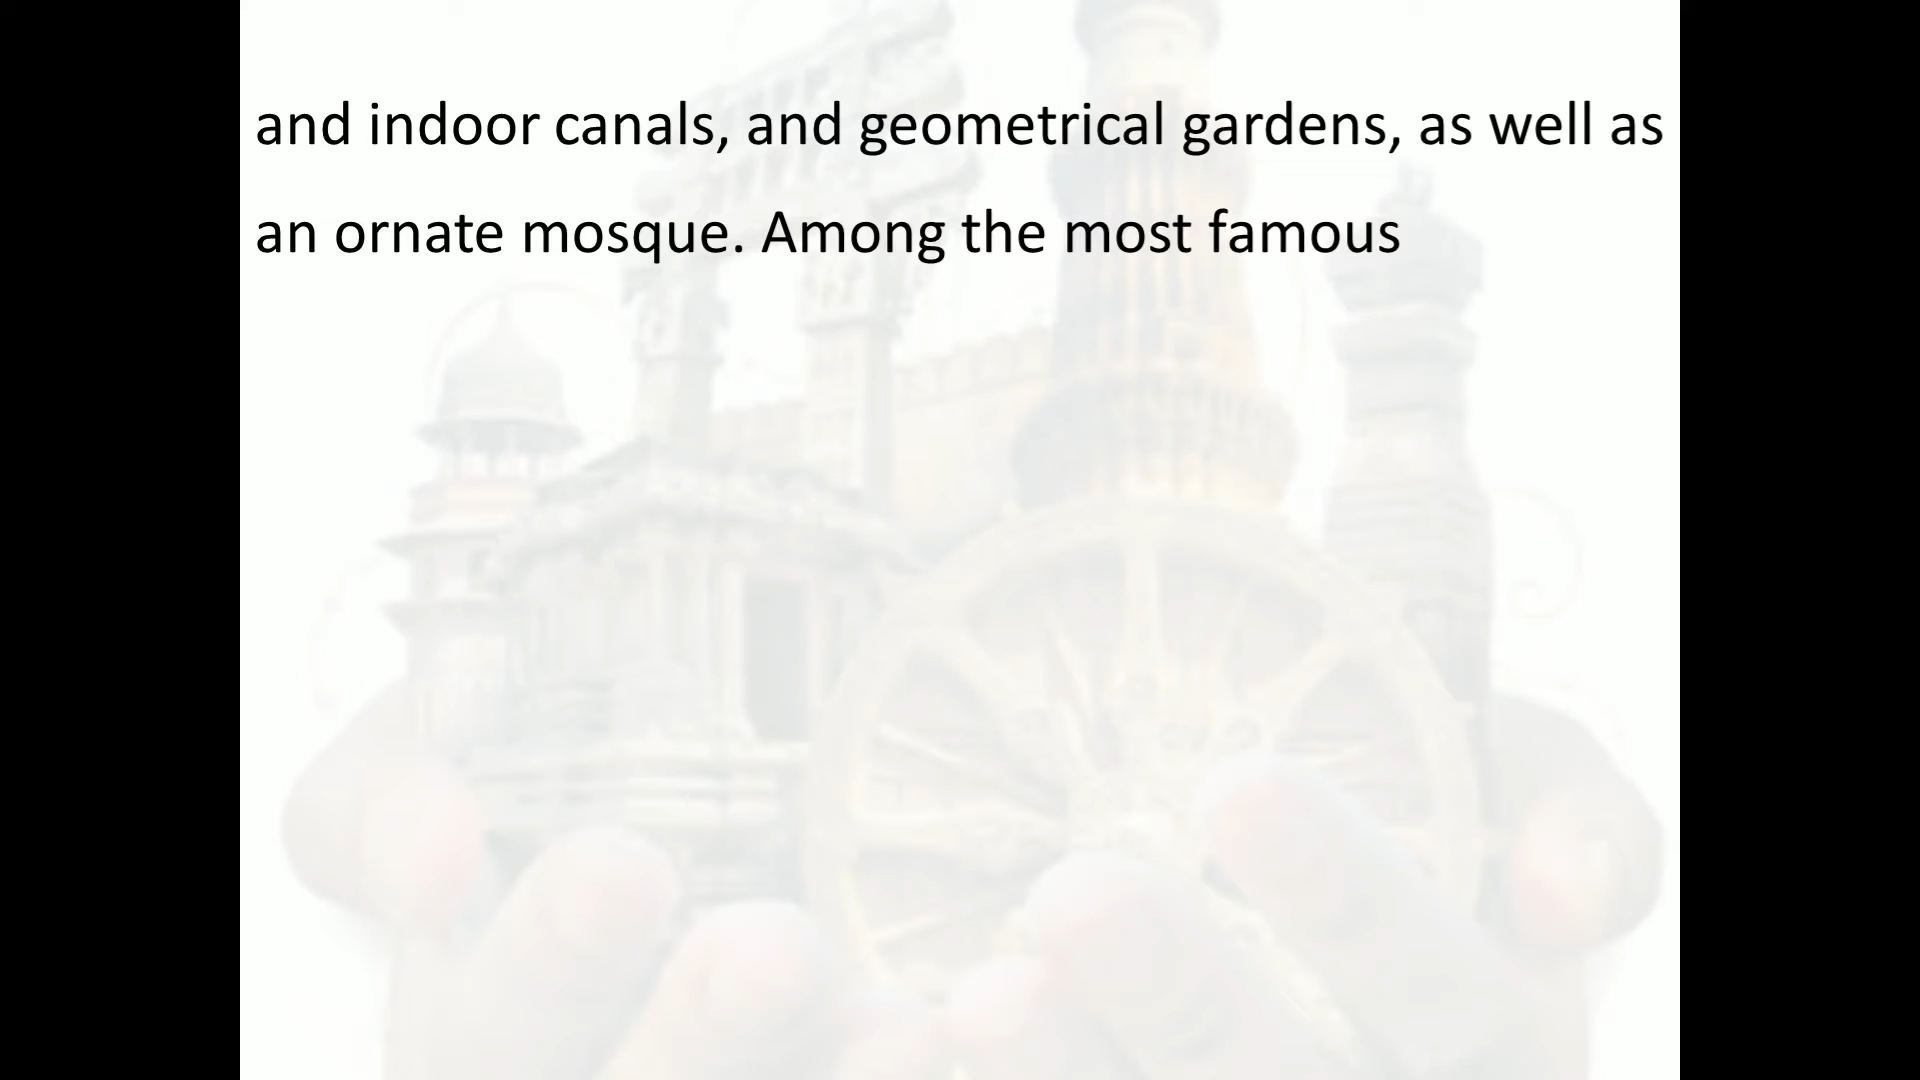 and indoor canals, and geometrical gardens, as well as
an ornate mosque. Among the most famous